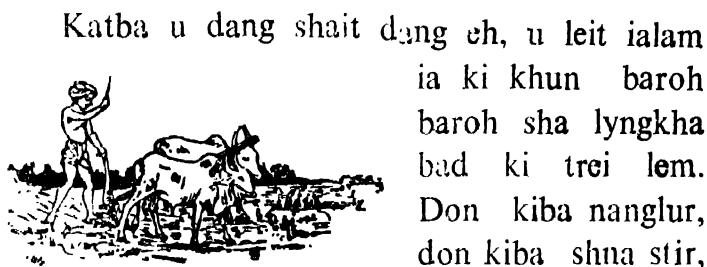 Katba u dang shait dang eh, u leit ialam
ia ki khun baroh
baroh sha lyngkha
bad ki trei lem.
Don kiba nanglur,
don kiba shna stir,